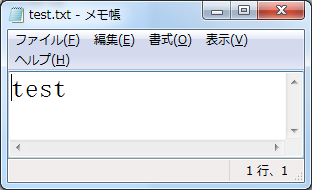 test.txt - メモ帳
ファイル(F) 編集(E) 書式(O) 表示(V)
ヘルプ(H)
test
1 行、1